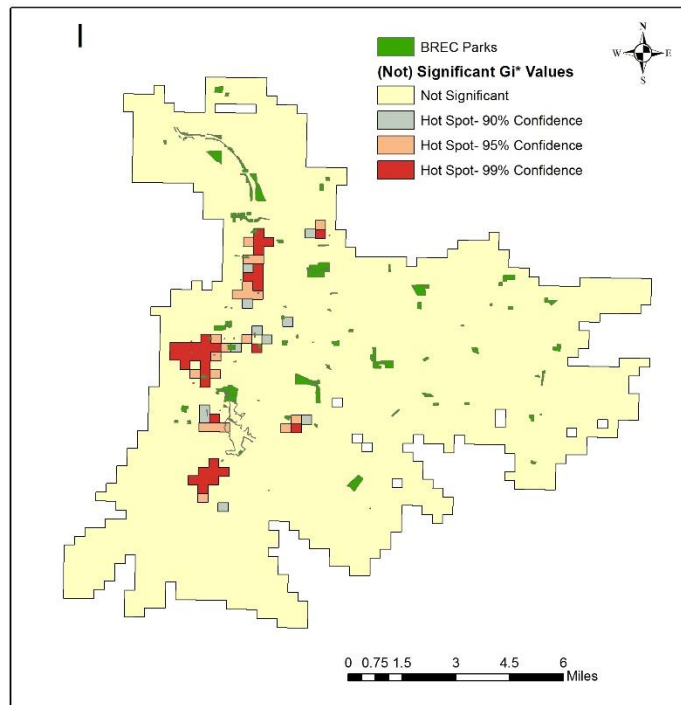 I
BREC Parks
(Not) Significant Gi* Values
Not Significant
Hot Spot- 90% Confidence
Hot Spot- 95% Confidence
Hot Spot- 99% Confidence
N
W E
S
0 0.75 1.5 3 4.5 6
Miles